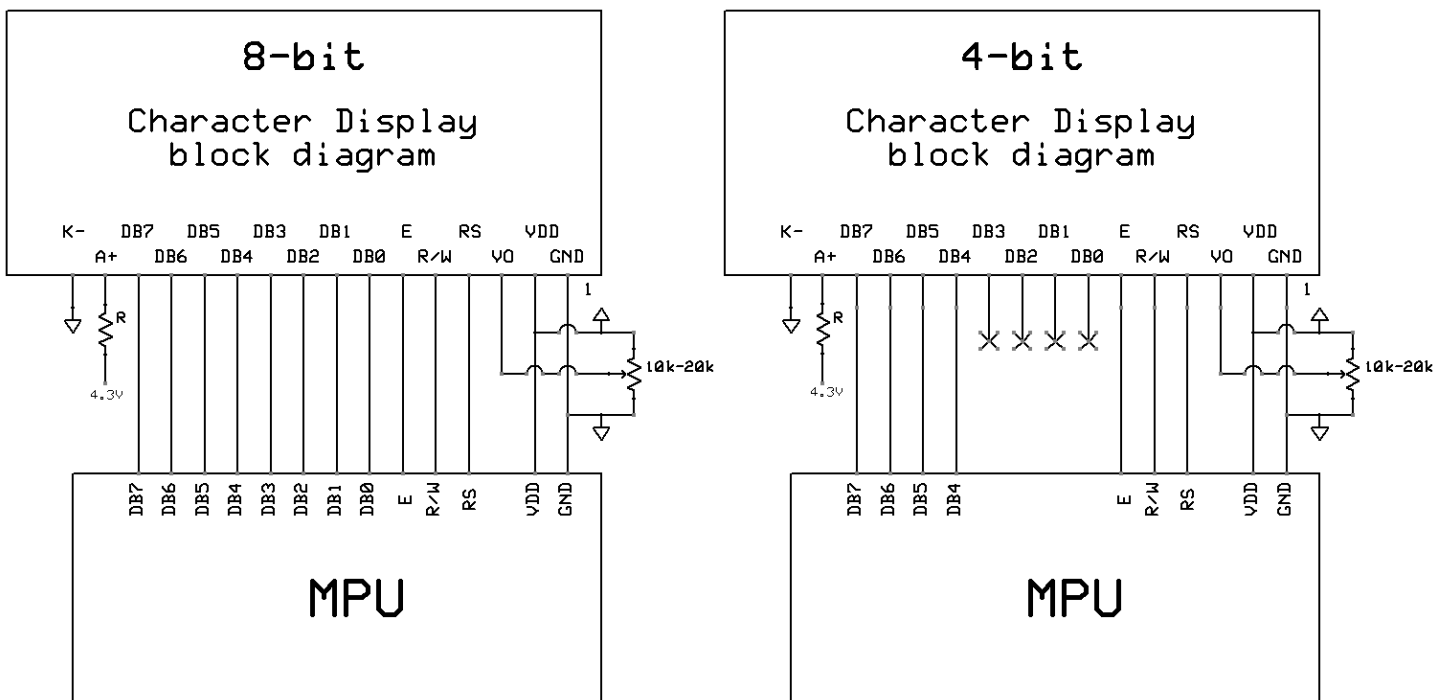 8-bit
Character Display
block diagram
K- DB7 DB5 DB3 DB1 E RS VDD
A+ DB6 DB4 DB2 DB0 R/W VO GND
1
R
10k-20k
4.3V
DB7 DB6 DB5 DB4 DB3 DB2 DB1 DB0 E R/W RS VDD GND
MPU
4-bit
Character Display
block diagram
K- DB7 DB5 DB3 DB1 E RS VDD
A+ DB6 DB4 DB2 DB0 R/W VO GND
1
R
10k-20k
4.3V
DB7 DB6 DB5 DB4 E R/W RS VDD GND
MPU